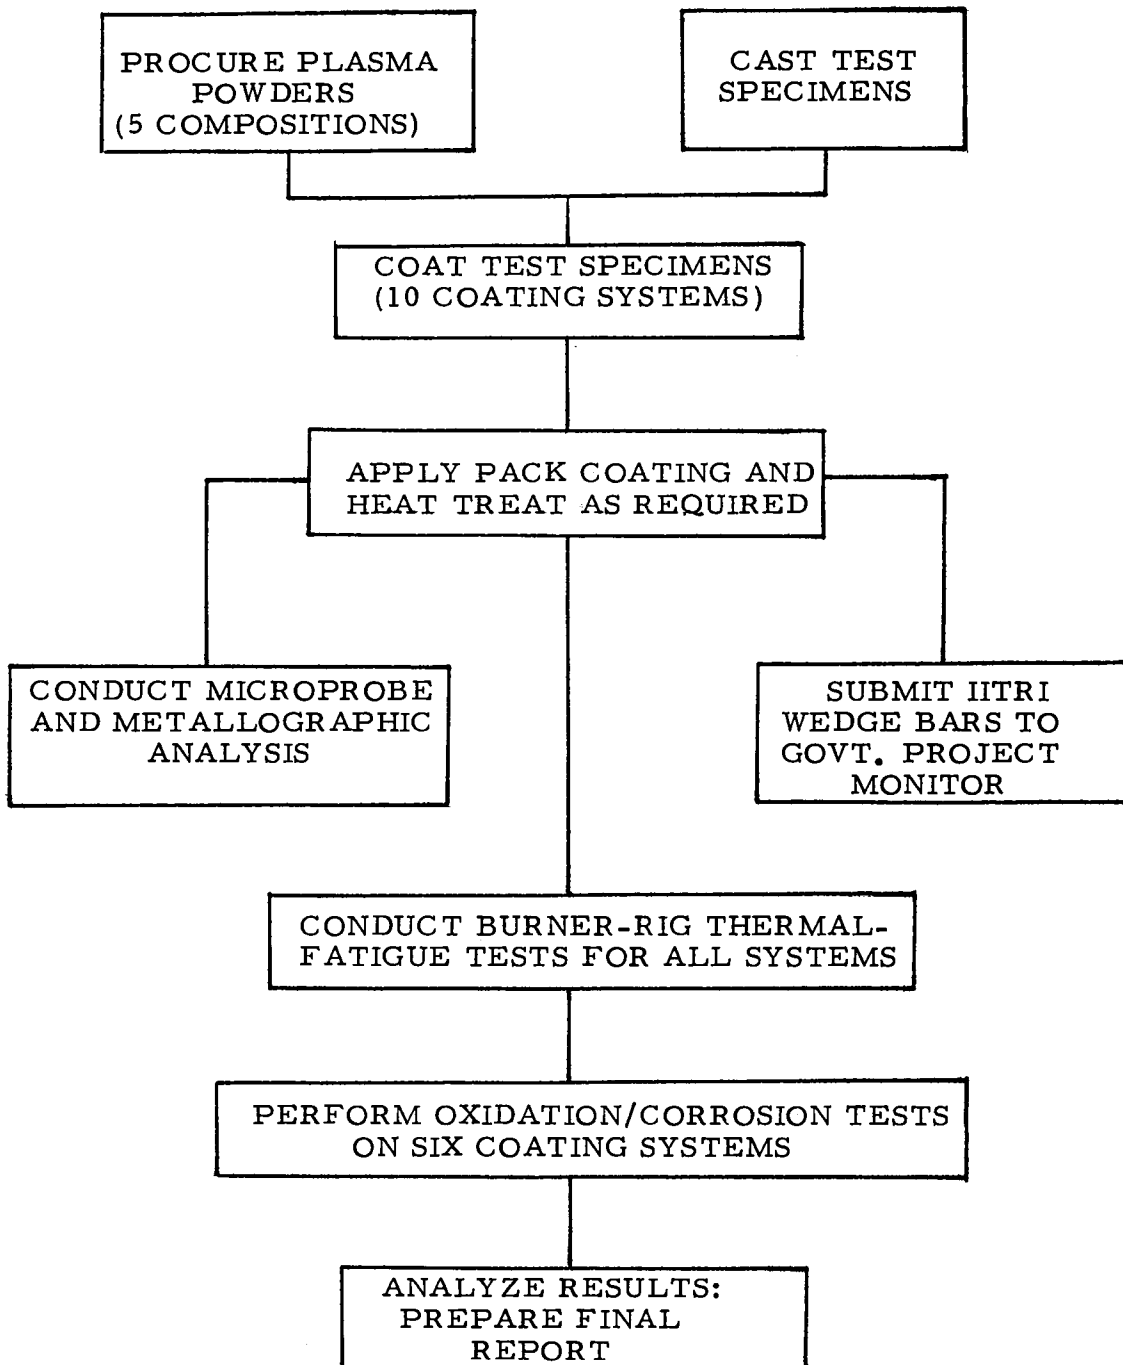 PROCURE PLASMA
POWDERS
(5 COMPOSITIONS)
CAST TEST
SPECIMENS
COAT TEST SPECIMENS
(10 COATING SYSTEMS)
APPLY PACK COATING AND
HEAT TREAT AS REQUIRED
CONDUCT MICROPROBE
AND METALLOGRAPHIC
ANALYSIS
SUBMIT IITRI
WEDGE BARS TO
GOVT. PROJECT
MONITOR
CONDUCT BURNER-RIG THERMAL-
FATIGUE TESTS FOR ALL SYSTEMS
PERFORM OXIDATION/CORROSION TESTS
ON SIX COATING SYSTEMS
ANALYZE RESULTS:
PREPARE FINAL
REPORT